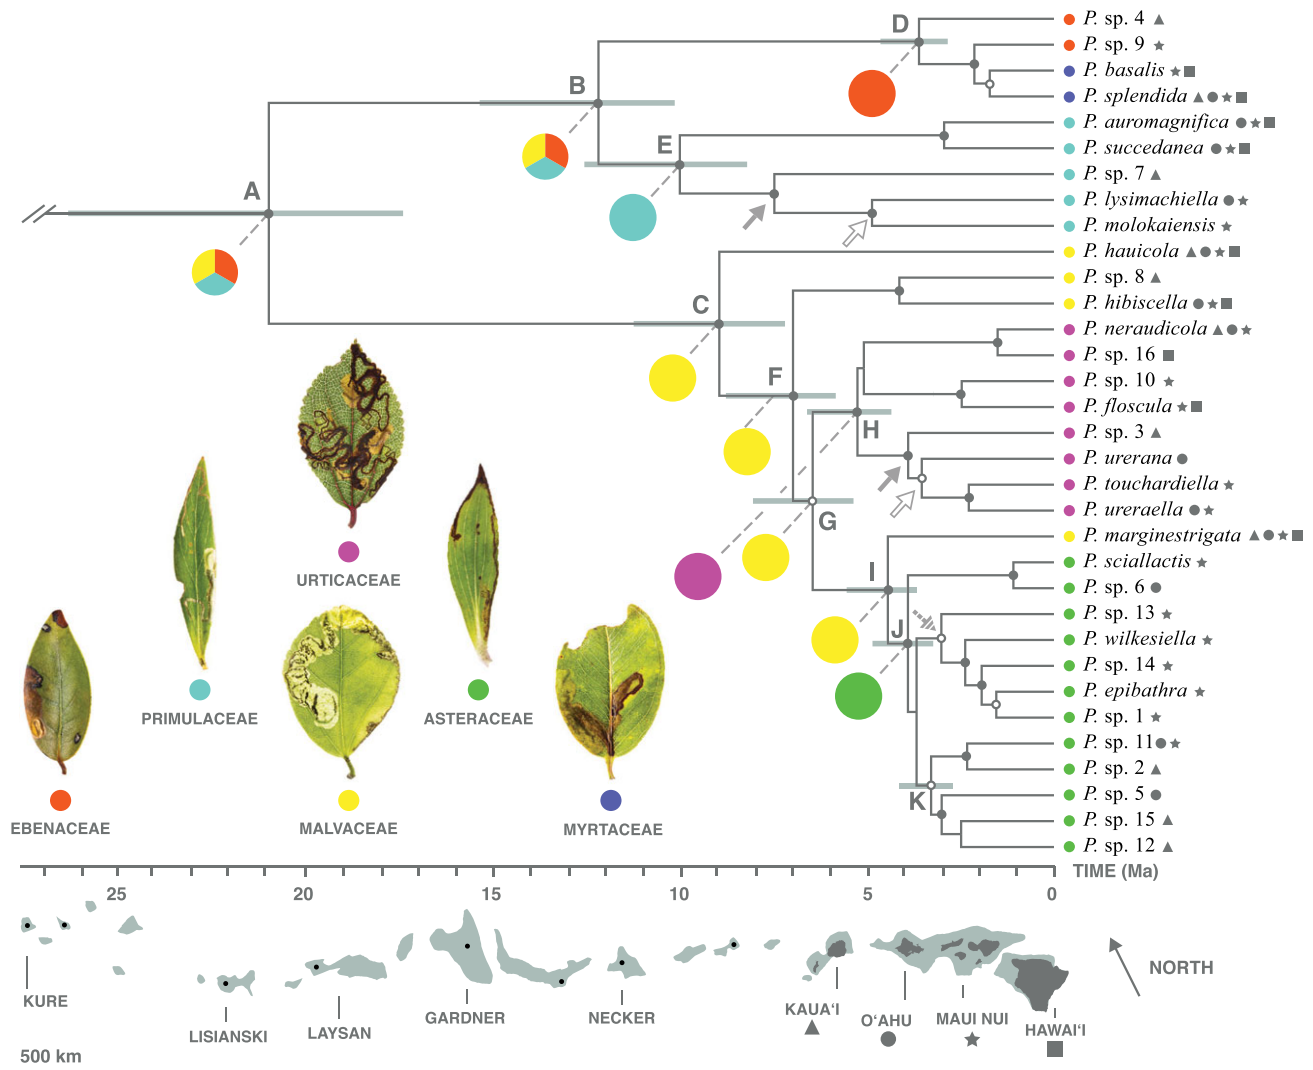 D
P. sp. 4
P. sp. 9
B
P. basalis
P. splendida
E
P. auromagnifica
P. succedanea
A
P. sp. 7
P. lysimachiella
P. molokaiensis
P. hauicola
C
P. sp. 8
P. hibiscella
P. neraudicola
P. sp. 16
F
P. sp. 10
P. floscula
H
P. sp. 3
P. urerana
P. touchardiella
P. ureraella
G
P. marginestrigata
I
P. sciallactis
P. sp. 6
J
P. sp. 13
P. wilkesiella
P. sp. 14
P. epibathra
P. sp. 1
P. sp. 11
P. sp. 2
K
P. sp. 5
P. sp. 15
P. sp. 12
URTICACEAE
PRIMULACEAE
ASTERACEAE
EBENACEAE
MALVACEAE
MYRTACEAE
TIME (Ma)
25 20 15 10 5 0
NORTH
KURE
LISIANSKI
LAYSAN
GARDNER
NECKER
KAUAʻI
OʻAHU
MAUI NUI
HAWAIʻI
500 km